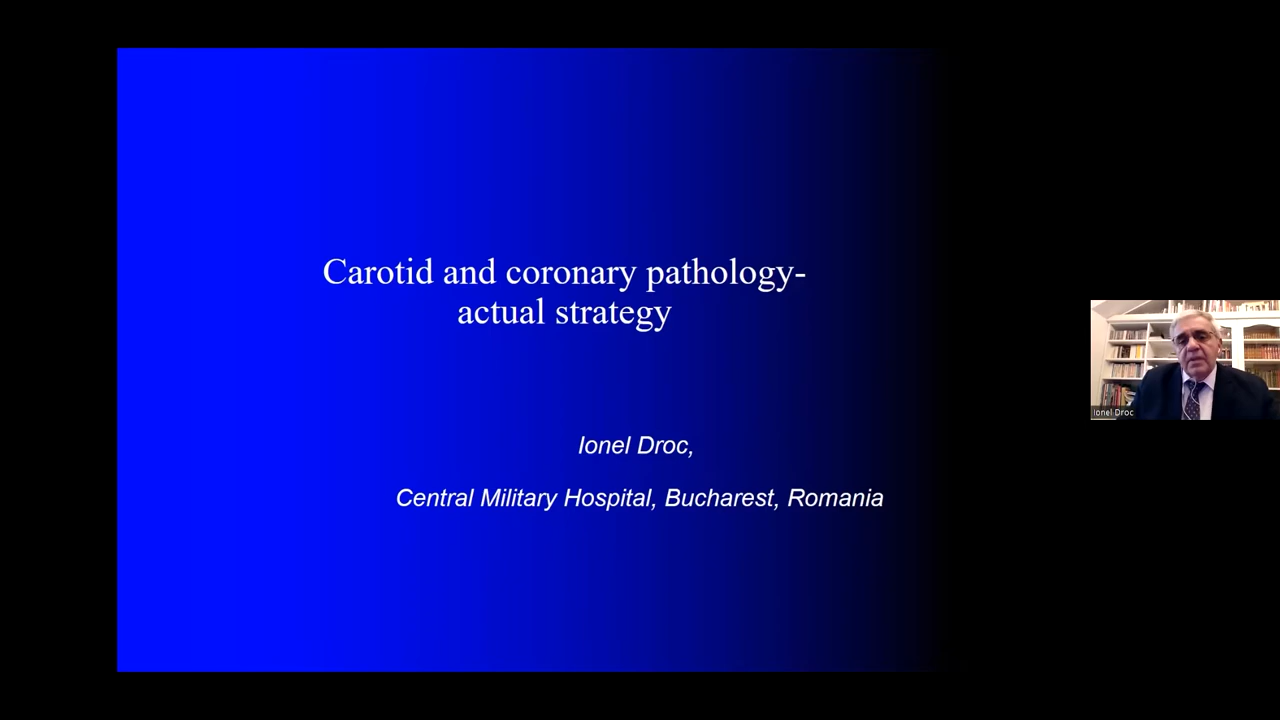 Carotid and coronary pathology-
actual strategy
Ionel Droc,
Central Military Hospital, Bucharest, Romania
Ionel Droc